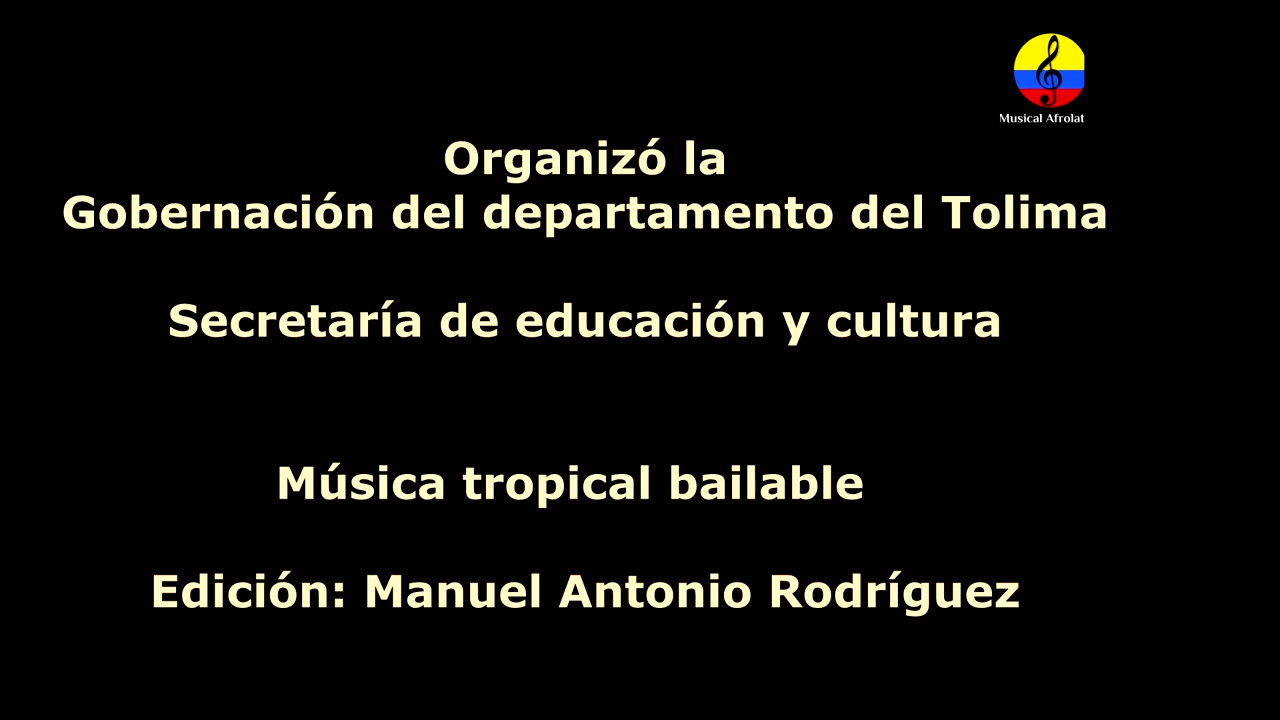 Musical Afrolat
Organizó la
Gobernación del departamento del Tolima
Secretaría de educación y cultura
Música tropical bailable
Edición: Manuel Antonio Rodríguez